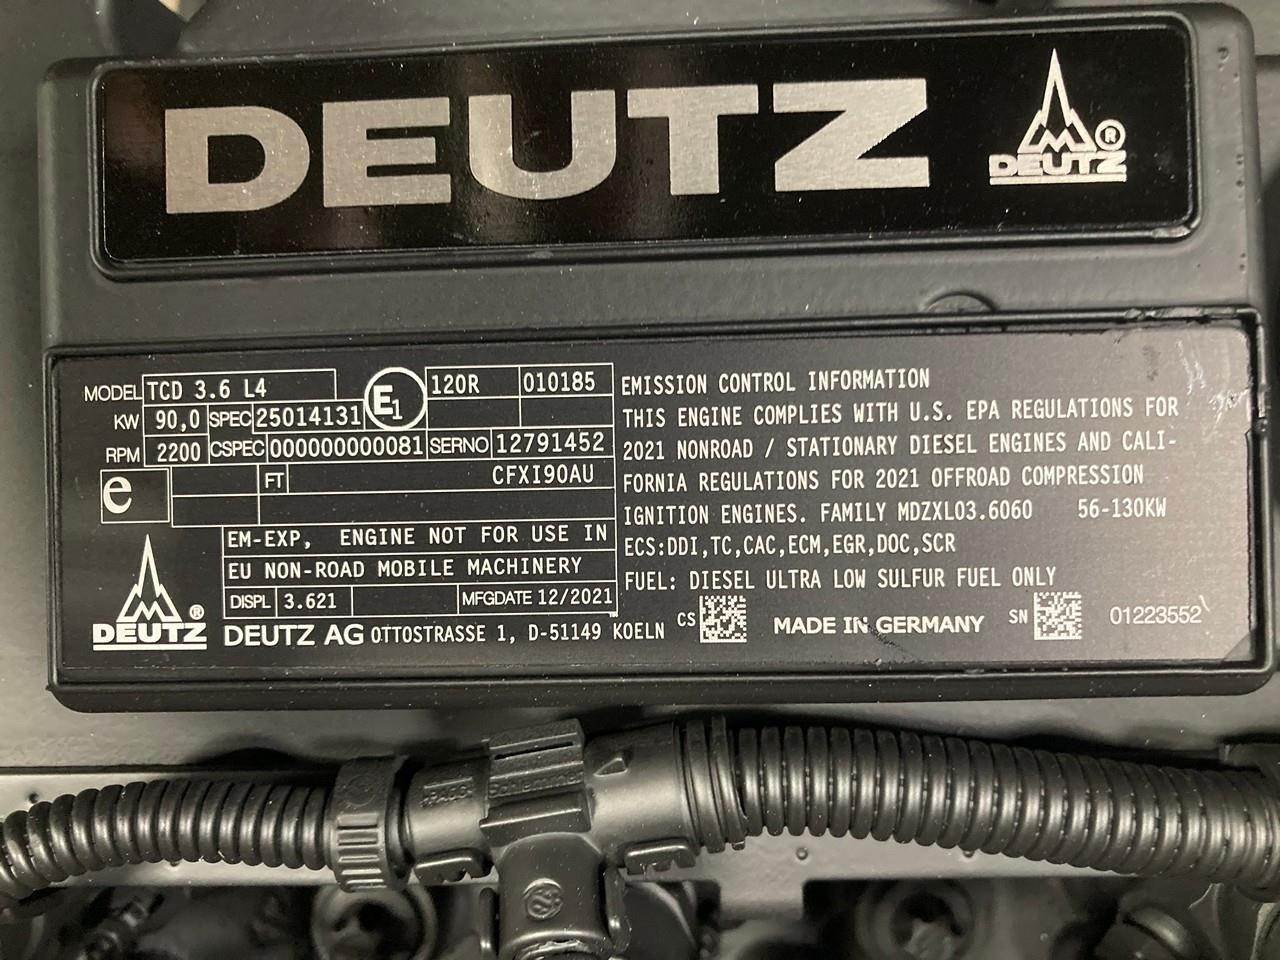 DEUTZ
DEUTZ ®
MODEL TCD 3.6 L4 E1 120R 010185
KW 90,0 SPEC 25014131
RPM 2200 CSPEC 000000000081 SERNO 12791452
e FT CFXI90AU
EM-EXP, ENGINE NOT FOR USE IN
EU NON-ROAD MOBILE MACHINERY
DISPL 3.621 MFGDATE 12/2021
DEUTZ ® DEUTZ AG OTTOSTRASSE 1, D-51149 KOELN
EMISSION CONTROL INFORMATION
THIS ENGINE COMPLIES WITH U.S. EPA REGULATIONS FOR
2021 NONROAD / STATIONARY DIESEL ENGINES AND CALI-
FORNIA REGULATIONS FOR 2021 OFFROAD COMPRESSION
IGNITION ENGINES. FAMILY MDZXL03.6060 56-130KW
ECS:DDI,TC,CAC,ECM,EGR,DOC,SCR
FUEL: DIESEL ULTRA LOW SULFUR FUEL ONLY
CS MADE IN GERMANY SN 01223552
Schlemmer